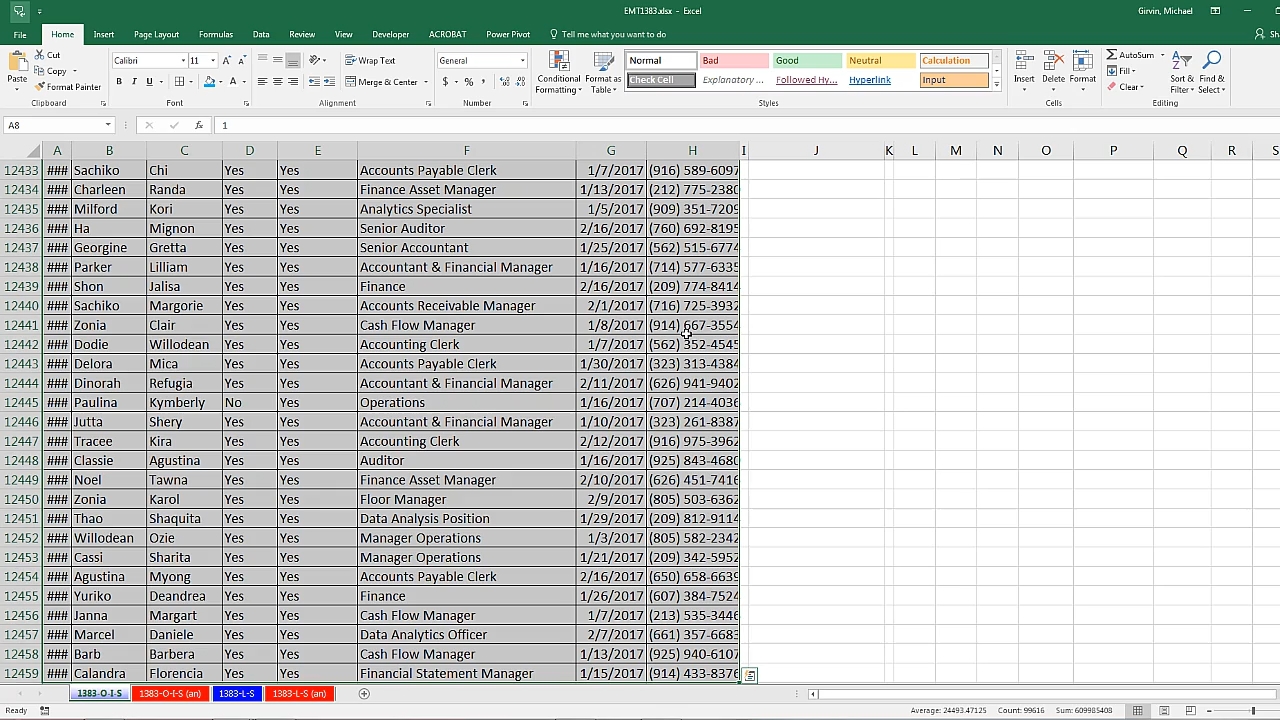 EMT1383.xlsx - Excel
Girvin, Michael
File Home Insert Page Layout Formulas Data Review View Developer ACROBAT Power Pivot Tell me what you want to do
Paste Cut Copy Format Painter Clipboard
Calibri 11 B I U A Font
Wrap Text Merge & Center Alignment
General $ % , Number
Conditional Formatting Format as Table
Normal Bad Good Neutral Calculation
Check Cell Explanatory ... Followed Hy... Hyperlink Input
Styles
Insert Delete Format Cells
AutoSum Fill Clear Sort & Filter Find & Select Editing
A8 fx 1
A B C D E F G H I J K L M N O P Q R S
12433 ### Sachiko Chi Yes Yes Accounts Payable Clerk 1/7/2017 (916) 589-6097
12434 ### Charleen Randa Yes Yes Finance Asset Manager 1/13/2017 (212) 775-2380
12435 ### Milford Kori Yes Yes Analytics Specialist 1/5/2017 (909) 351-7209
12436 ### Ha Mignon Yes Yes Senior Auditor 2/16/2017 (760) 692-8195
12437 ### Georgine Gretta Yes Yes Senior Accountant 1/25/2017 (562) 515-6774
12438 ### Parker Lilliam Yes Yes Accountant & Financial Manager 1/16/2017 (714) 577-6335
12439 ### Shon Jalisa Yes Yes Finance 2/16/2017 (209) 774-8414
12440 ### Sachiko Margorie Yes Yes Accounts Receivable Manager 2/1/2017 (716) 725-3932
12441 ### Zonia Clair Yes Yes Cash Flow Manager 1/8/2017 (914) 667-3554
12442 ### Dodie Willodean Yes Yes Accounting Clerk 1/7/2017 (562) 352-4545
12443 ### Delora Mica Yes Yes Accounts Payable Clerk 1/30/2017 (323) 313-4384
12444 ### Dinorah Refugia Yes Yes Accountant & Financial Manager 2/11/2017 (626) 941-9402
12445 ### Paulina Kymberly No Yes Operations 1/16/2017 (707) 214-4036
12446 ### Jutta Shery Yes Yes Accountant & Financial Manager 1/10/2017 (323) 261-8387
12447 ### Tracee Kira Yes Yes Accounting Clerk 2/12/2017 (916) 975-3962
12448 ### Classie Agustina Yes Yes Auditor 1/16/2017 (925) 843-4680
12449 ### Noel Tawna Yes Yes Finance Asset Manager 2/10/2017 (626) 451-7416
12450 ### Zonia Karol Yes Yes Floor Manager 2/9/2017 (805) 503-6362
12451 ### Thao Shaquita Yes Yes Data Analysis Position 1/29/2017 (209) 812-9114
12452 ### Willodean Ozie Yes Yes Manager Operations 1/3/2017 (805) 582-2342
12453 ### Cassi Sharita Yes Yes Manager Operations 1/21/2017 (209) 342-5957
12454 ### Agustina Myong Yes Yes Accounts Payable Clerk 2/16/2017 (650) 658-6639
12455 ### Yuriko Deandrea Yes Yes Finance 1/26/2017 (607) 384-7524
12456 ### Janna Margart Yes Yes Cash Flow Manager 1/7/2017 (213) 535-3446
12457 ### Marcel Daniele Yes Yes Data Analytics Officer 2/7/2017 (661) 357-6683
12458 ### Barb Barbera Yes Yes Cash Flow Manager 1/13/2017 (925) 940-6107
12459 ### Calandra Florencia Yes Yes Financial Statement Manager 1/15/2017 (914) 433-8376
1383-O-I-S 1383-O-I-S (an) 1383-L-S 1383-L-S (an)
Ready Average: 24493.47125 Count: 99616 Sum: 609985408